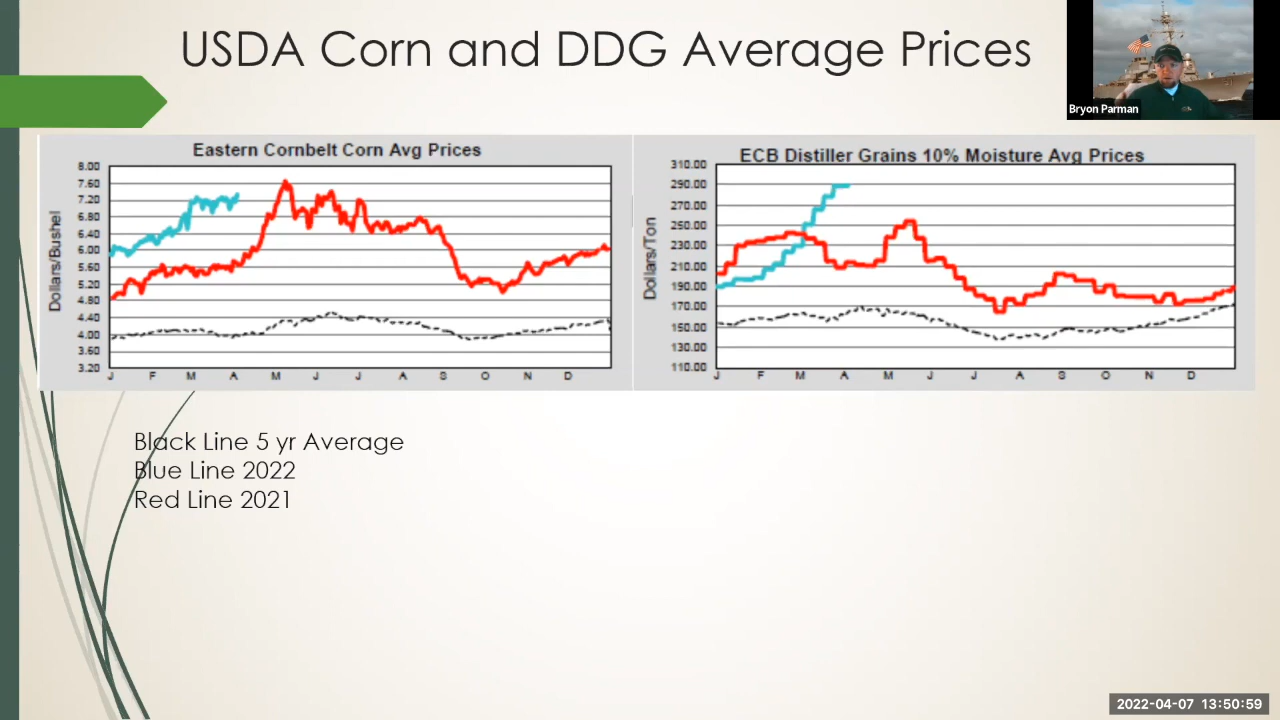 USDA Corn and DDG Average Prices
Bryon Parman
Eastern Cornbelt Corn Avg Prices
8.00
7.60
7.20
6.80
6.40
6.00
5.60
5.20
4.80
4.40
4.00
3.60
3.20
Dollars/Bushel
J F M A M J J A S O N D
ECB Distiller Grains 10% Moisture Avg Prices
310.00
290.00
270.00
250.00
230.00
210.00
190.00
170.00
150.00
130.00
110.00
Dollars/Ton
J F M A M J J A S O N D
Black Line 5 yr Average
Blue Line 2022
Red Line 2021
2022-04-07 13:50:59